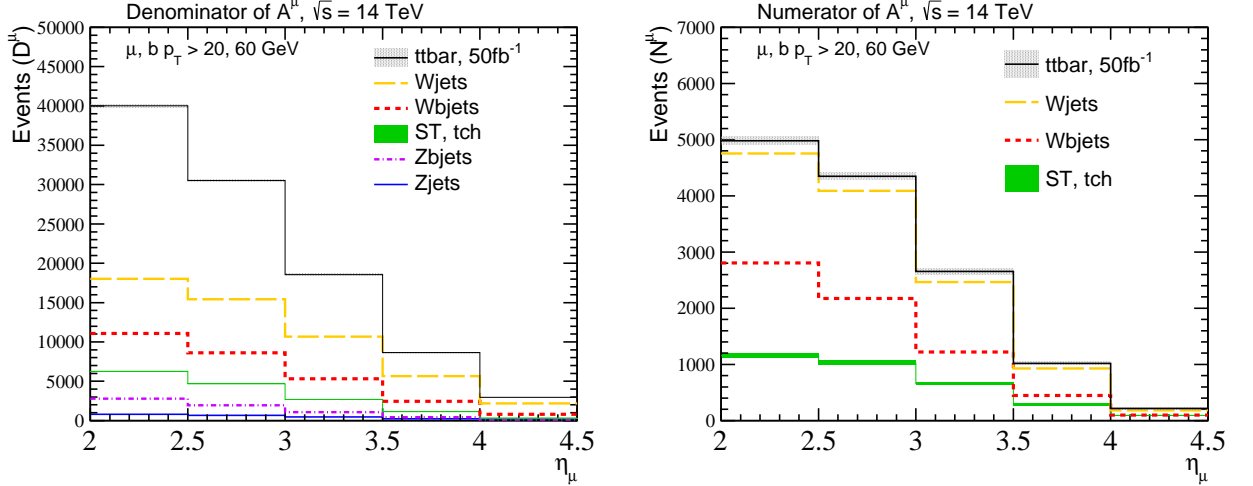 Denominator of A^μ, √s = 14 TeV
μ, b p_T > 20, 60 GeV
ttbar, 50fb⁻¹
Wjets
Wbjets
ST, tch
Zbjets
Zjets
Events (D^μ)
50000
45000
40000
35000
30000
25000
20000
15000
10000
5000
0
2 2.5 3 3.5 4 4.5
η_μ
Numerator of A^μ, √s = 14 TeV
μ, b p_T > 20, 60 GeV
ttbar, 50fb⁻¹
Wjets
Wbjets
ST, tch
Events (N^μ)
7000
6000
5000
4000
3000
2000
1000
0
2 2.5 3 3.5 4 4.5
η_μ